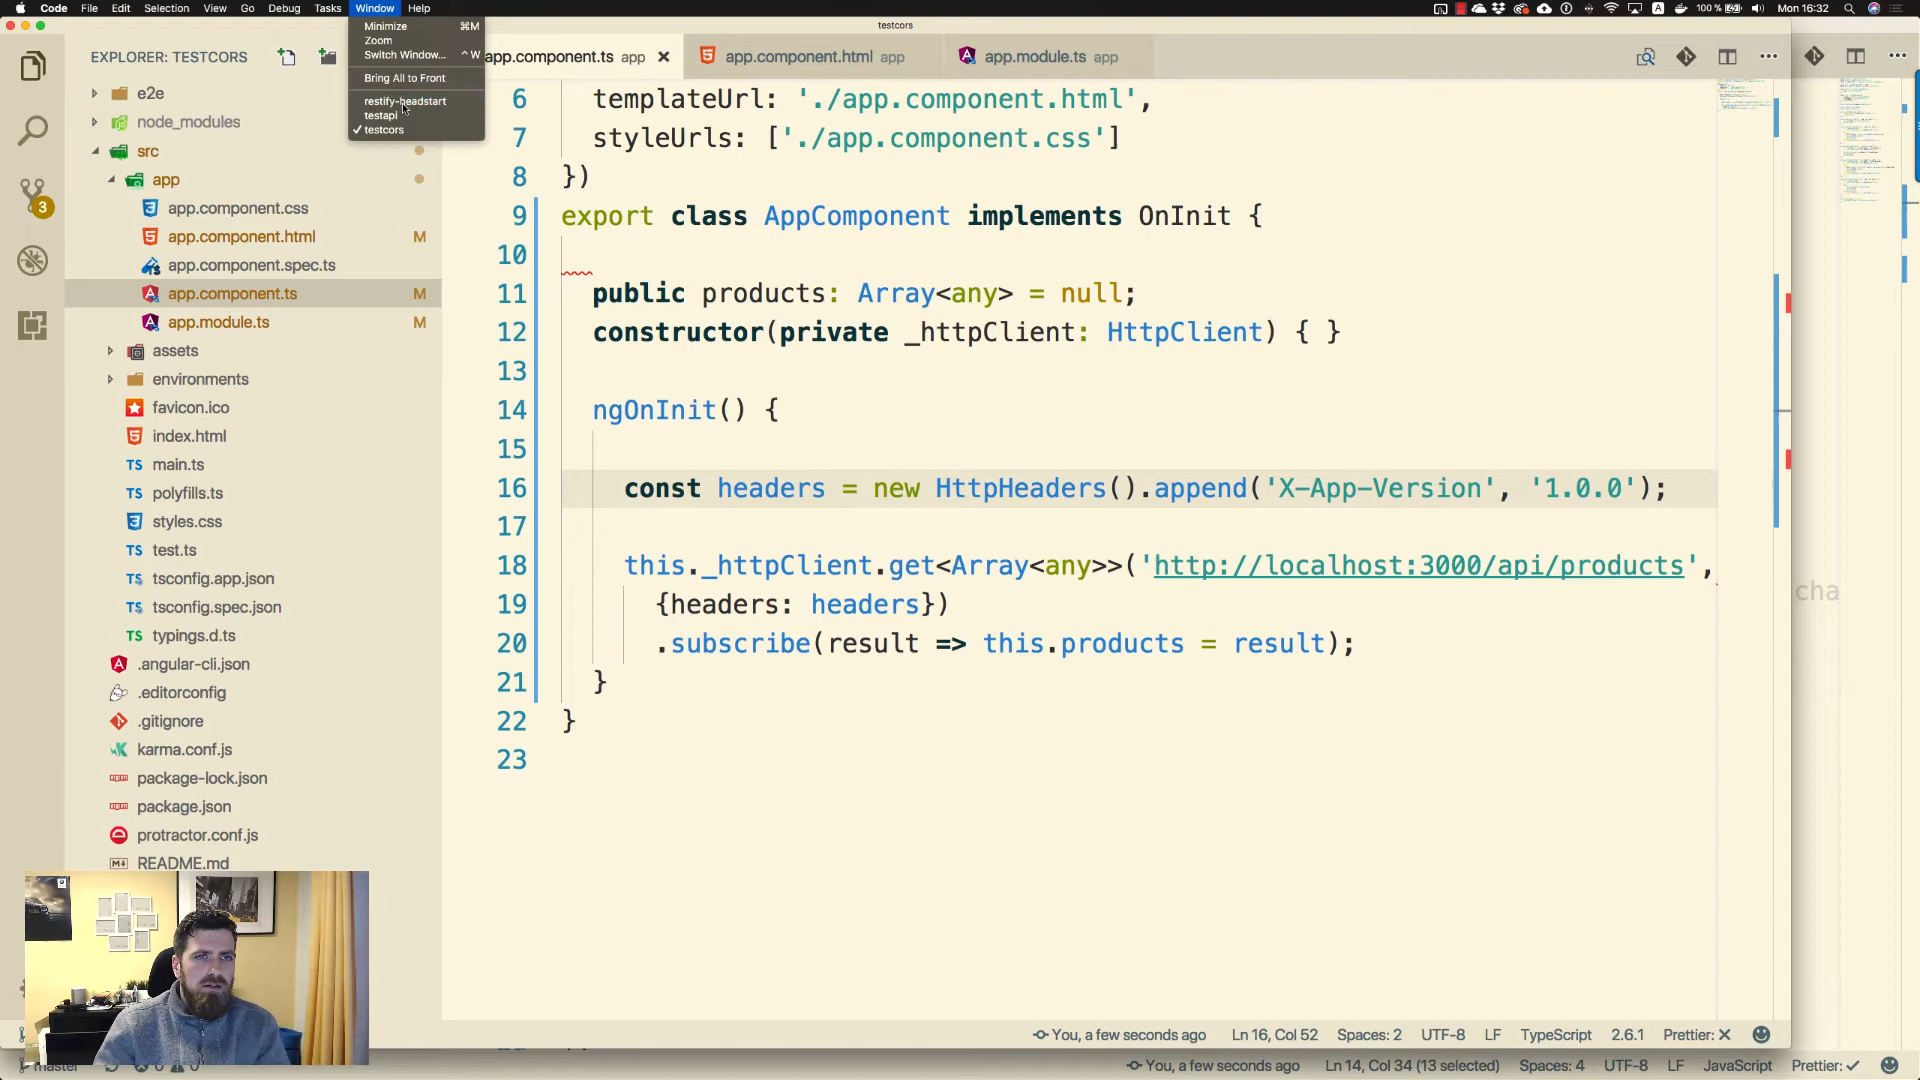 Code File Edit Selection View Go Debug Tasks Window Help
100 % Mon 16:32
testcors
Minimize ⌘M
Zoom
Switch Window... ⌃W
Bring All to Front
restify-headstart
testapi
✓ testcors
EXPLORER: TESTCORS
e2e
node_modules
src
app
app.component.css
app.component.html M
app.component.spec.ts
app.component.ts M
app.module.ts M
assets
environments
favicon.ico
index.html
main.ts
polyfills.ts
styles.css
test.ts
tsconfig.app.json
tsconfig.spec.json
typings.d.ts
.angular-cli.json
.editorconfig
.gitignore
karma.conf.js
package-lock.json
package.json
protractor.conf.js
README.md
3
app.component.ts app
app.component.html app
app.module.ts app
6 templateUrl: './app.component.html',
7 styleUrls: ['./app.component.css']
8 })
9 export class AppComponent implements OnInit {
10
11 public products: Array<any> = null;
12 constructor(private _httpClient: HttpClient) { }
13
14 ngOnInit() {
15
16 const headers = new HttpHeaders().append('X-App-Version', '1.0.0');
17
18 this._httpClient.get<Array<any>>('http://localhost:3000/api/products',
19 {headers: headers})
20 .subscribe(result => this.products = result);
21 }
22 }
23
cha
You, a few seconds ago Ln 16, Col 52 Spaces: 2 UTF-8 LF TypeScript 2.6.1 Prettier: ✕
master
You, a few seconds ago Ln 14, Col 34 (13 selected) Spaces: 4 UTF-8 LF JavaScript Prettier: ✓